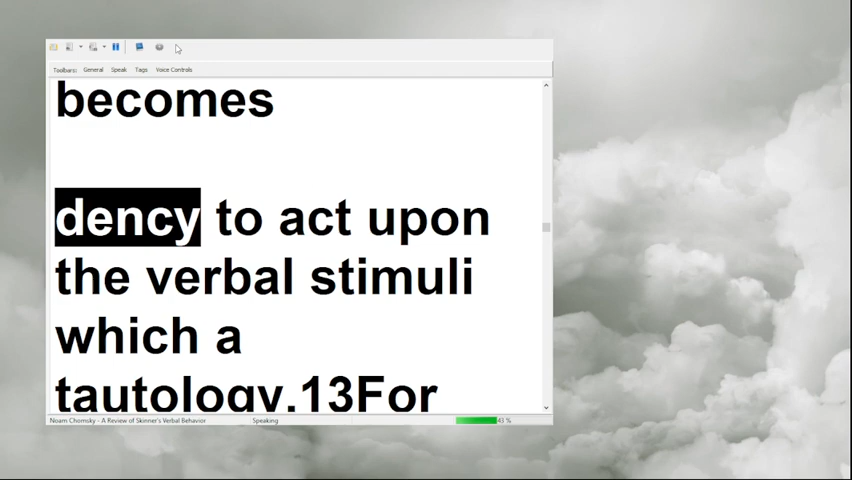 Toolbars: General Speak Tags Voice Controls
becomes
dency to act upon
the verbal stimuli
which a
tautology.13For
Noam Chomsky - A Review of Skinner's Verbal Behavior Speaking 43 %